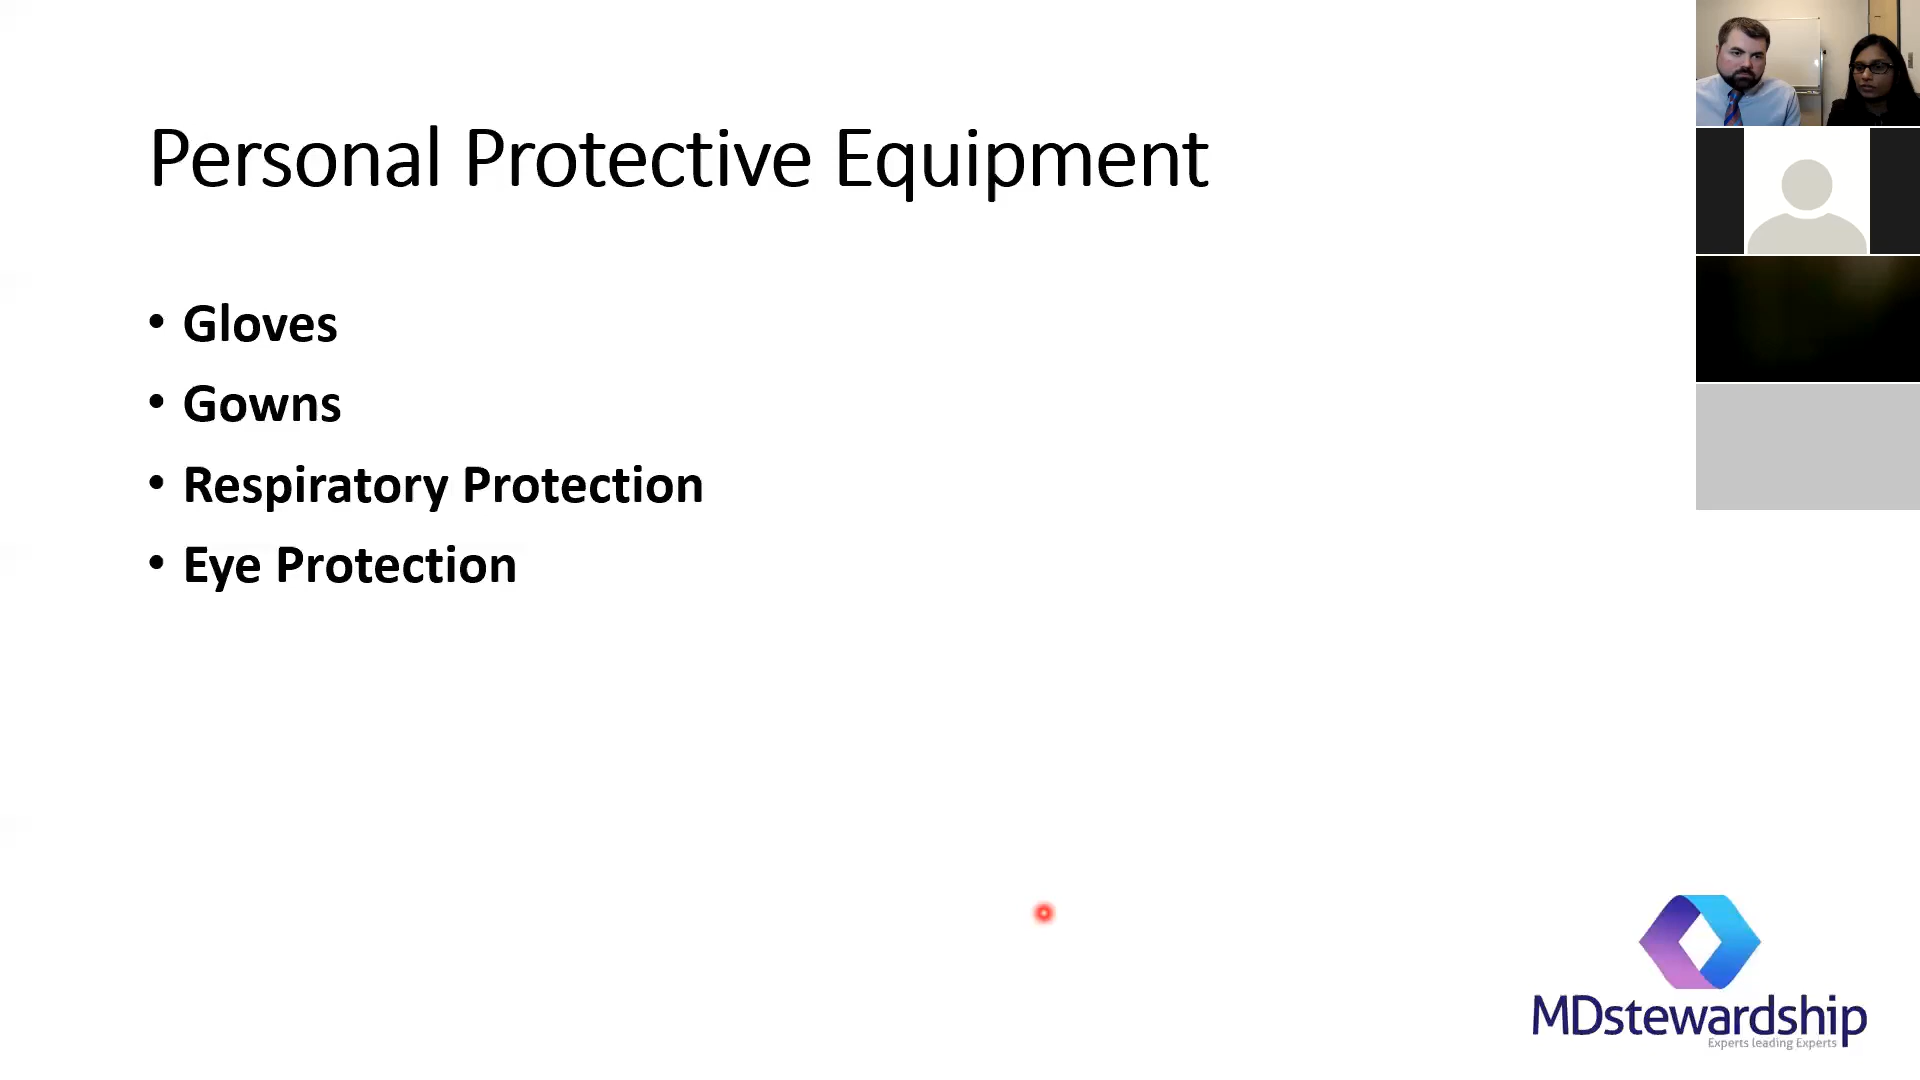 Personal Protective Equipment
• Gloves
• Gowns
• Respiratory Protection
• Eye Protection
MDstewardship
Experts leading Experts